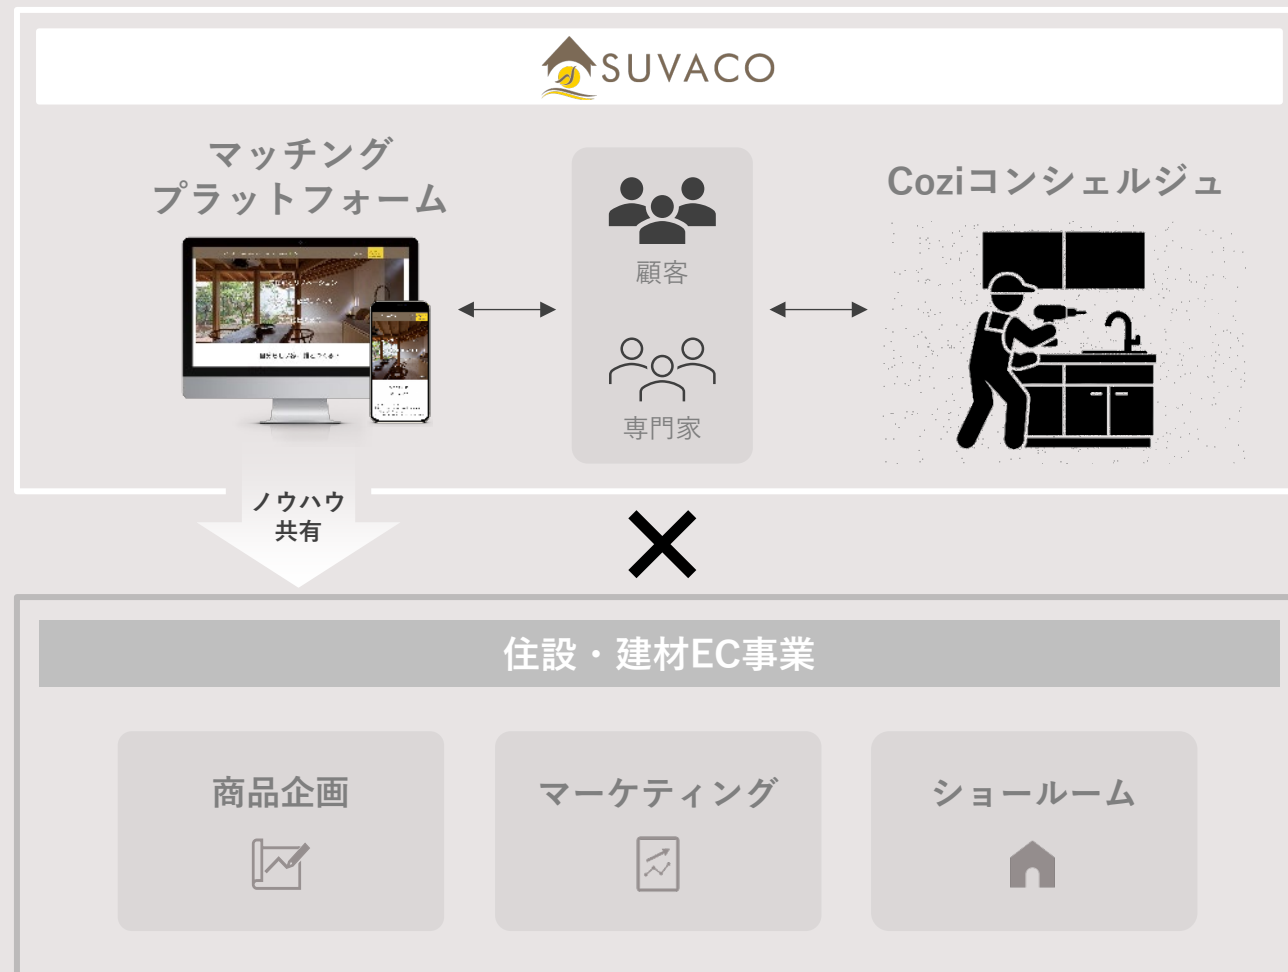 SUVACO
マッチング
プラットフォーム
顧客
専門家
Coziコンシェルジュ
ノウハウ
共有
住設・建材EC事業
商品企画
マーケティング
ショールーム